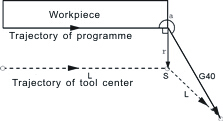 Workpiece
a
Trajectory of programme
r
G40
Trajectory of tool center
L
S
L